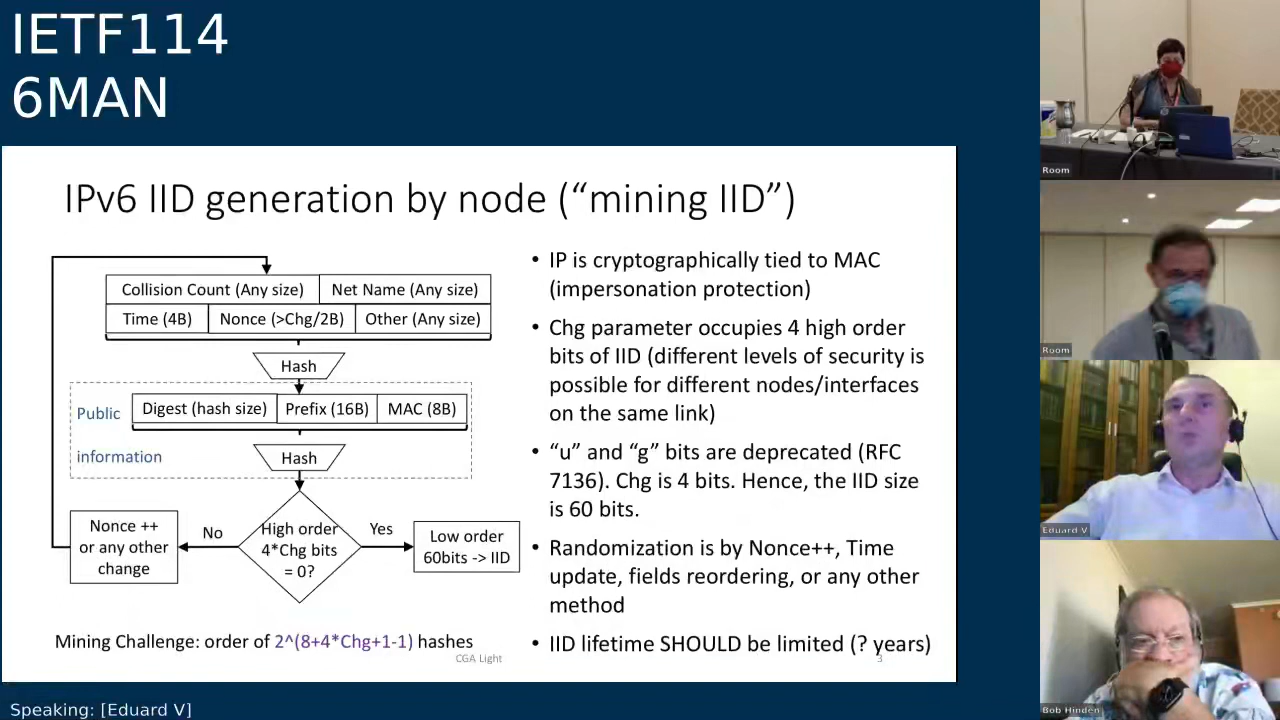 IETF114
6MAN
IPv6 IID generation by node (“mining IID”)
Collision Count (Any size)
Net Name (Any size)
Time (4B)
Nonce (>Chg/2B)
Other (Any size)
Hash
Public
Digest (hash size)
Prefix (16B)
MAC (8B)
information
Hash
Nonce ++
or any other
change
No
High order
4*Chg bits
= 0?
Yes
Low order
60bits -> IID
Mining Challenge: order of 2^(8+4*Chg+1-1) hashes
• IP is cryptographically tied to MAC
(impersonation protection)
• Chg parameter occupies 4 high order
bits of IID (different levels of security is
possible for different nodes/interfaces
on the same link)
• “u” and “g” bits are deprecated (RFC
7136). Chg is 4 bits. Hence, the IID size
is 60 bits.
• Randomization is by Nonce++, Time
update, fields reordering, or any other
method
• IID lifetime SHOULD be limited (? years)
CGA Light
3
Room
Room
Eduard V
Bob Hinden
Speaking: [Eduard V]